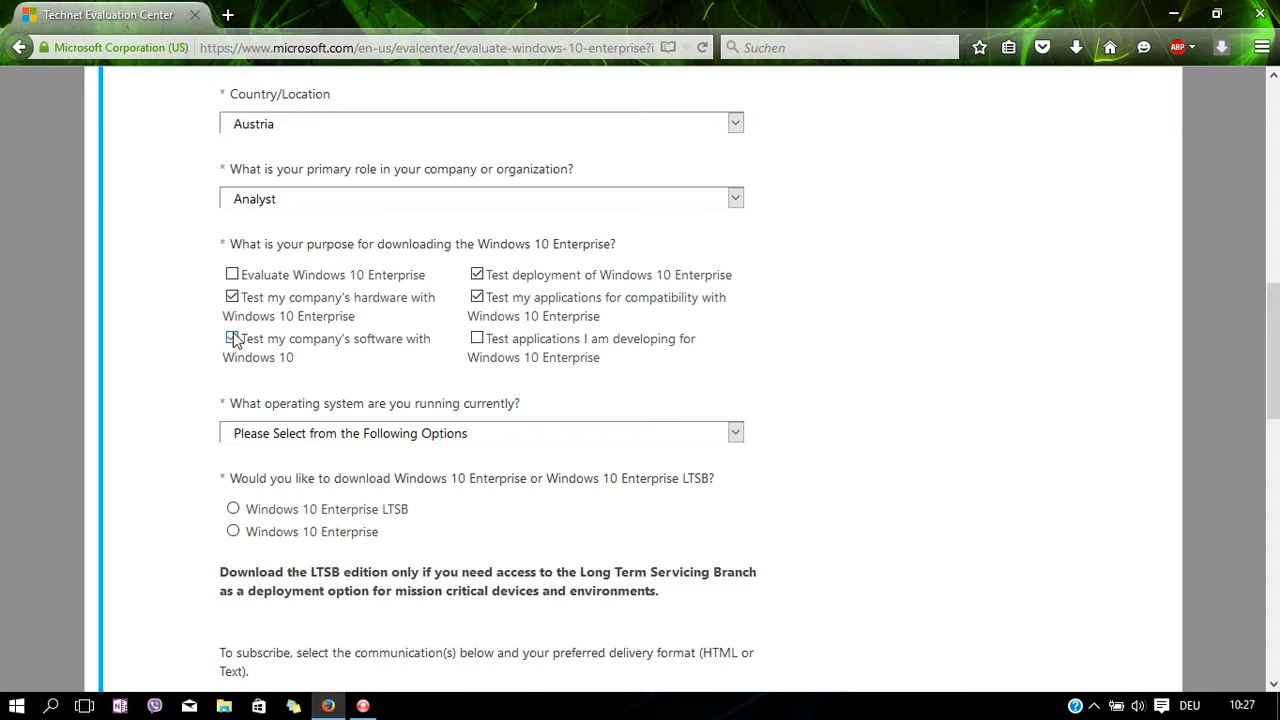 Technet Evaluation Center
Microsoft Corporation (US)
https://www.microsoft.com/en-us/evalcenter/evaluate-windows-10-enterprise?i
Suchen
ABP
* Country/Location
Austria
* What is your primary role in your company or organization?
Analyst
* What is your purpose for downloading the Windows 10 Enterprise?
Evaluate Windows 10 Enterprise
Test deployment of Windows 10 Enterprise
Test my company's hardware with
Windows 10 Enterprise
Test my applications for compatibility with
Windows 10 Enterprise
Test my company's software with
Windows 10
Test applications I am developing for
Windows 10 Enterprise
* What operating system are you running currently?
Please Select from the Following Options
* Would you like to download Windows 10 Enterprise or Windows 10 Enterprise LTSB?
Windows 10 Enterprise LTSB
Windows 10 Enterprise
Download the LTSB edition only if you need access to the Long Term Servicing Branch
as a deployment option for mission critical devices and environments.
To subscribe, select the communication(s) below and your preferred delivery format (HTML or
Text).
DEU
10:27